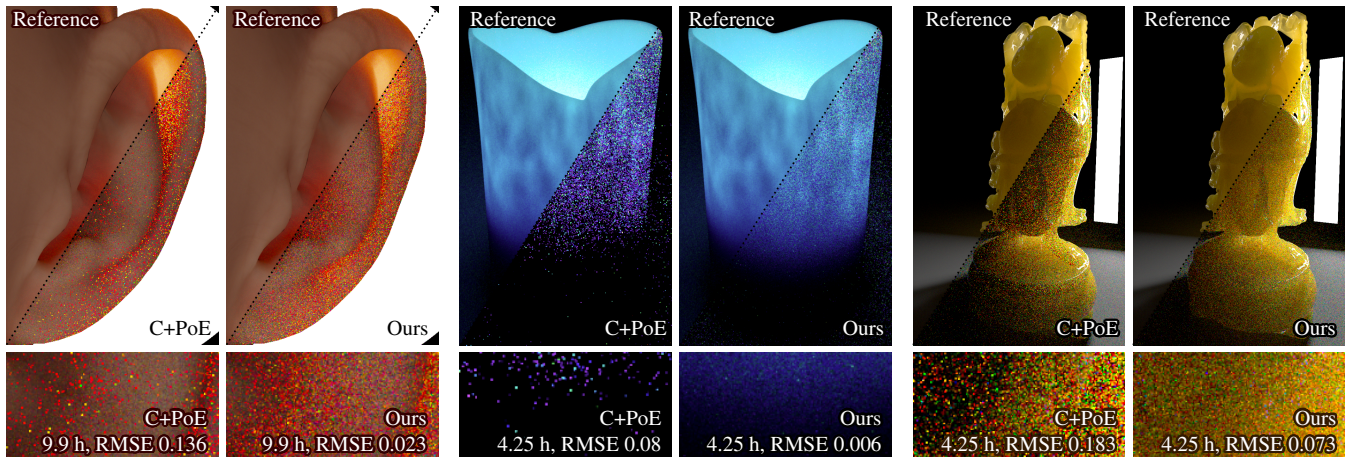 Reference
C+PoE
Reference
Ours
Reference
C+PoE
Reference
Ours
Reference
C+PoE
Reference
Ours
C+PoE
9.9 h, RMSE 0.136
Ours
9.9 h, RMSE 0.023
C+PoE
4.25 h, RMSE 0.08
Ours
4.25 h, RMSE 0.006
C+PoE
4.25 h, RMSE 0.183
Ours
4.25 h, RMSE 0.073